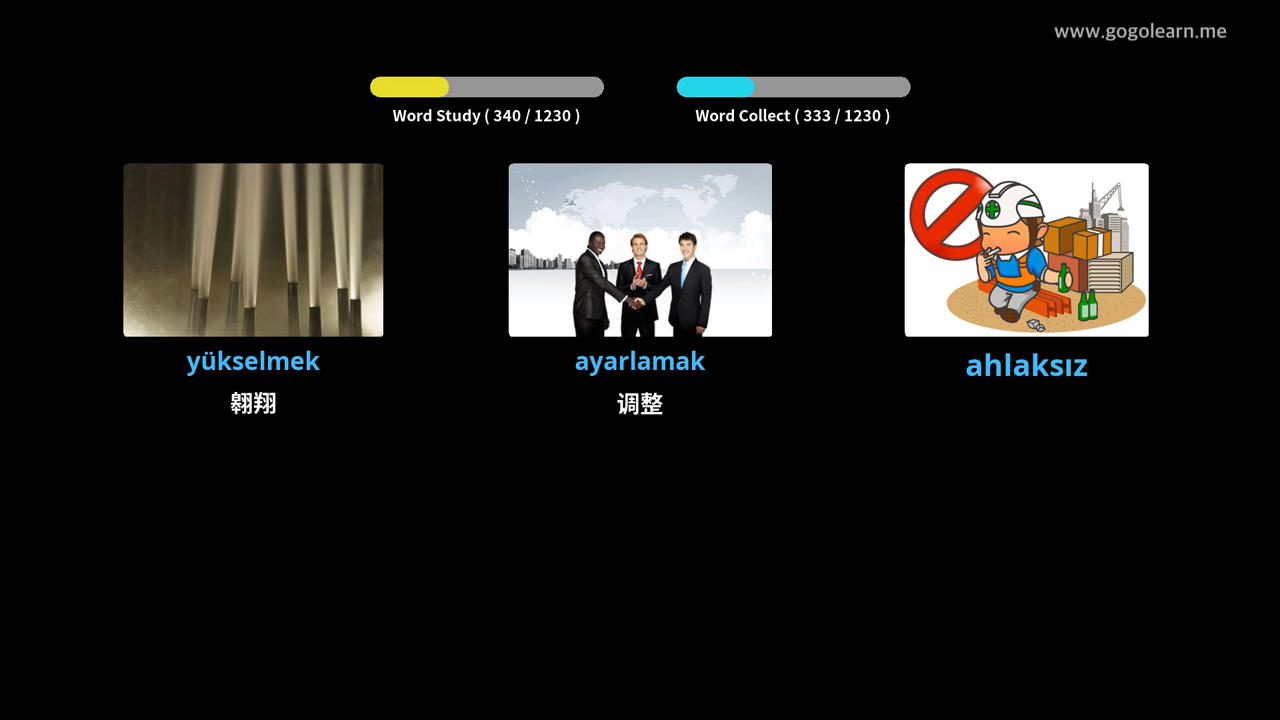 www.gogolearn.me
Word Study ( 340 / 1230 )
Word Collect ( 333 / 1230 )
yükselmek
翱翔
ayarlamak
调整
ahlaksız